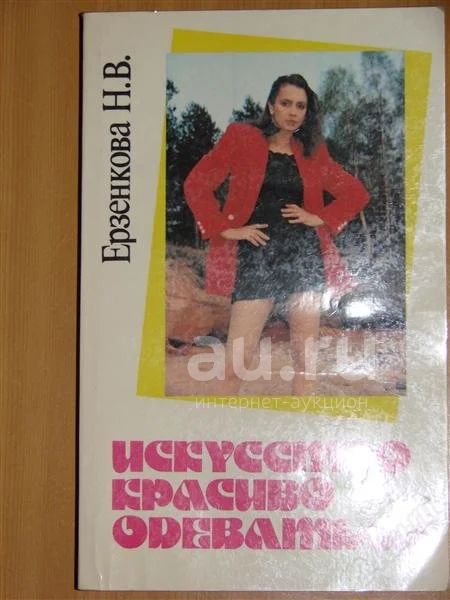 Ерзенкова Н.В.
au.ru
интернет-аукцион
ИСКУССТВО
КРАСИВО
ОДЕВАТЬСЯ